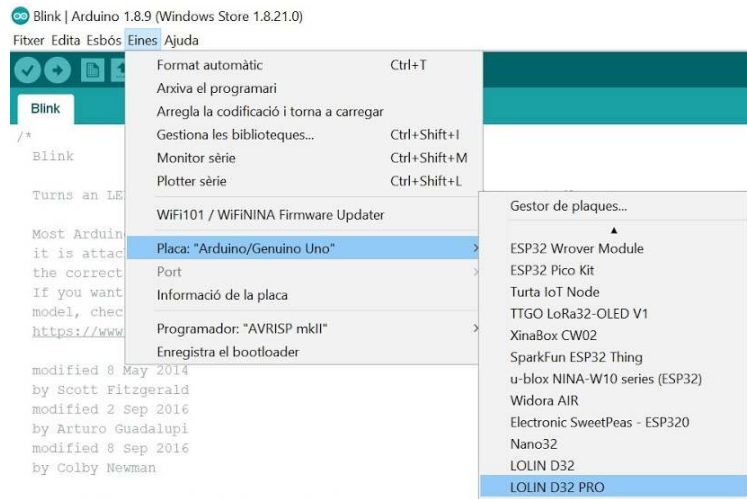 Blink | Arduino 1.8.9 (Windows Store 1.8.21.0)
Fitxer Edita Esbós Eines Ajuda
Format automàtic Ctrl+T
Arxiva el programari
Arregla la codificació i torna a carregar
Gestiona les biblioteques... Ctrl+Shift+I
Monitor sèrie Ctrl+Shift+M
Plotter sèrie Ctrl+Shift+L
WiFi101 / WiFiNINA Firmware Updater
Placa: "Arduino/Genuino Uno"
Port
Informació de la placa
Programador: "AVRISP mkII"
Enregistra el bootloader
Gestor de plaques...
ESP32 Wrover Module
ESP32 Pico Kit
Turta IoT Node
TTGO LoRa32-OLED V1
XinaBox CW02
SparkFun ESP32 Thing
u-blox NINA-W10 series (ESP32)
Widora AIR
Electronic SweetPeas - ESP320
Nano32
LOLIN D32
LOLIN D32 PRO
Blink
/*
Blink
Turns an LE
Most Arduin
it is attac
the correct
If you want
model, chec
https://www
modified 8 May 2014
by Scott Fitzgerald
modified 2 Sep 2016
by Arturo Guadalupi
modified 8 Sep 2016
by Colby Newman